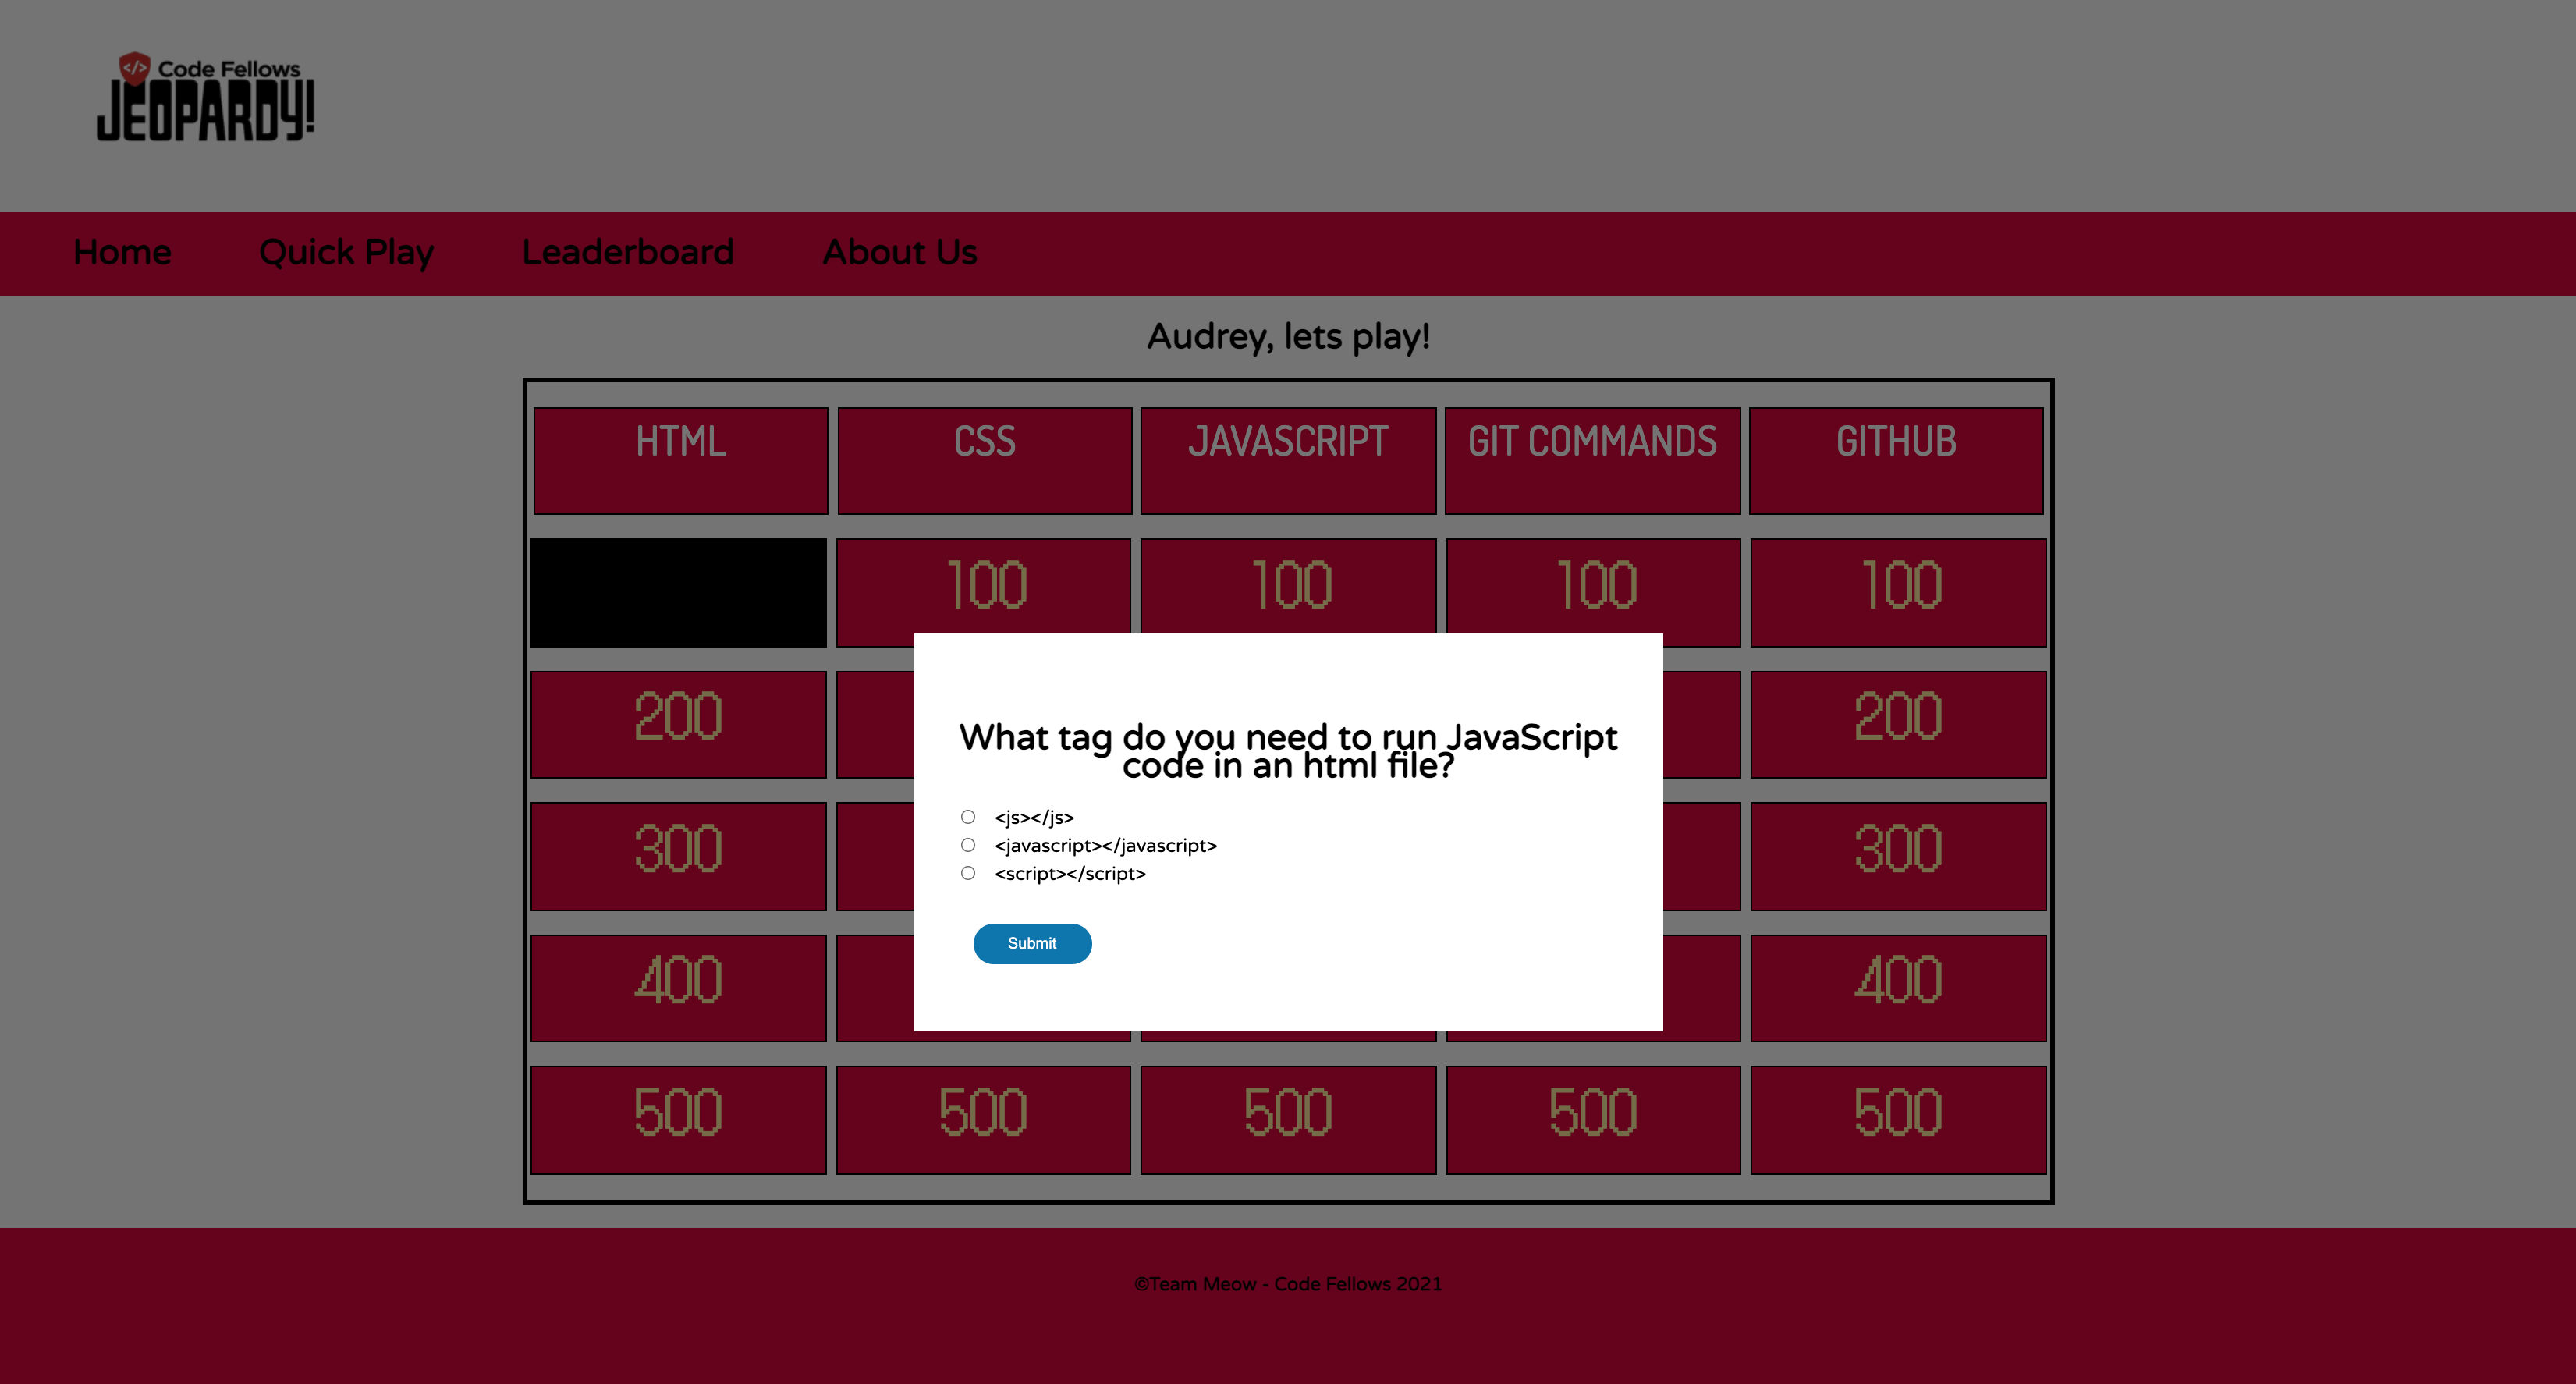 </> Code Fellows
JEOPARDY!
Home Quick Play Leaderboard About Us
Audrey, lets play!
HTML CSS JAVASCRIPT GIT COMMANDS GITHUB
100 100 100 100
200 200
What tag do you need to run JavaScript
code in an html file?
<js></js>
300 300
<javascript></javascript>
<script></script>
Submit
400 400
500 500 500 500 500
©Team Meow - Code Fellows 2021